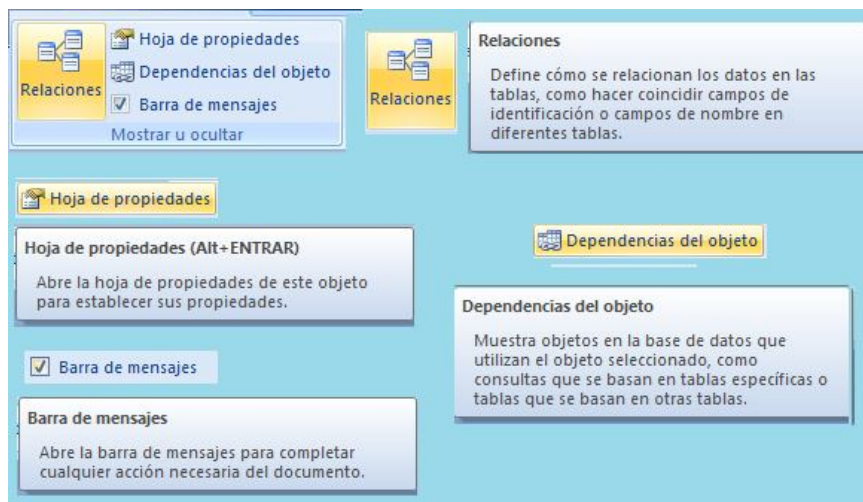 Relaciones
Hoja de propiedades
Dependencias del objeto
Barra de mensajes
Mostrar u ocultar
Relaciones
Relaciones
Define cómo se relacionan los datos en las
tablas, como hacer coincidir campos de
identificación o campos de nombre en
diferentes tablas.
Hoja de propiedades
Hoja de propiedades (Alt+ENTRAR)
Abre la hoja de propiedades de este objeto
para establecer sus propiedades.
Dependencias del objeto
Dependencias del objeto
Muestra objetos en la base de datos que
utilizan el objeto seleccionado, como
consultas que se basan en tablas específicas o
tablas que se basan en otras tablas.
Barra de mensajes
Barra de mensajes
Abre la barra de mensajes para completar
cualquier acción necesaria del documento.